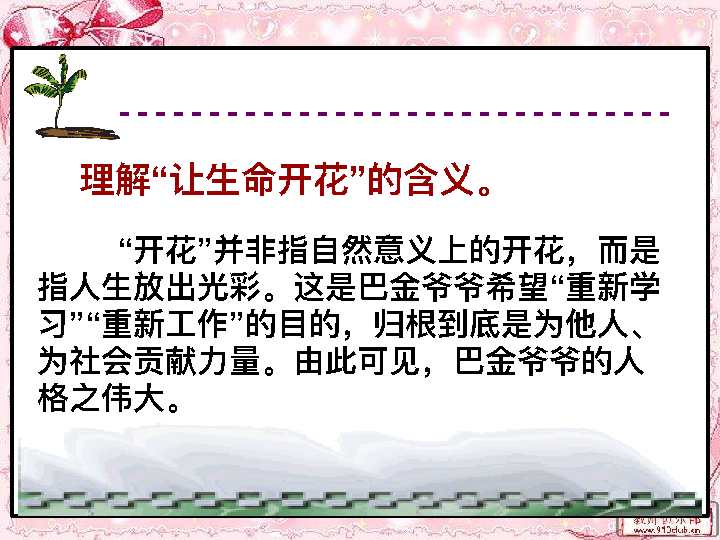 理解“让生命开花”的含义。
“开花”并非指自然意义上的开花，而是
指人生放出光彩。这是巴金爷爷希望“重新学
习”“重新工作”的目的，归根到底是为他人、
为社会贡献力量。由此可见，巴金爷爷的人
格之伟大。
www.910club.cn